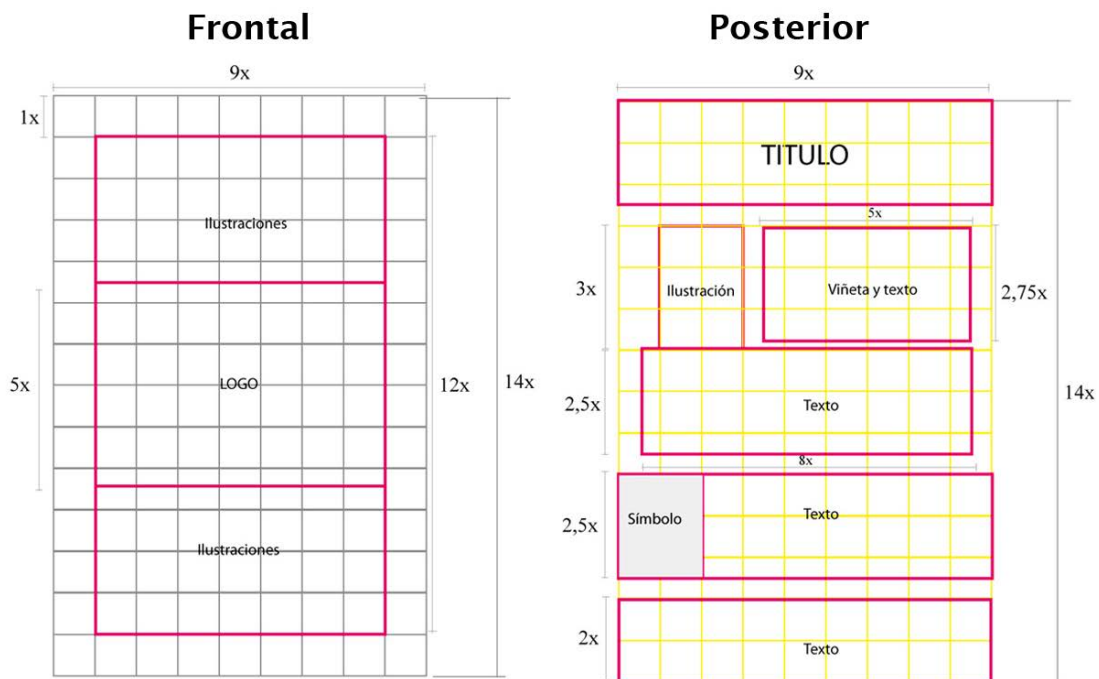 Frontal
9x
1x
Ilustraciones
5x
LOGO
12x
14x
Ilustraciones
Posterior
9x
TITULO
5x
3x
Ilustración
Viñeta y texto
2,75x
2,5x
Texto
14x
8x
2,5x
Símbolo
Texto
2x
Texto